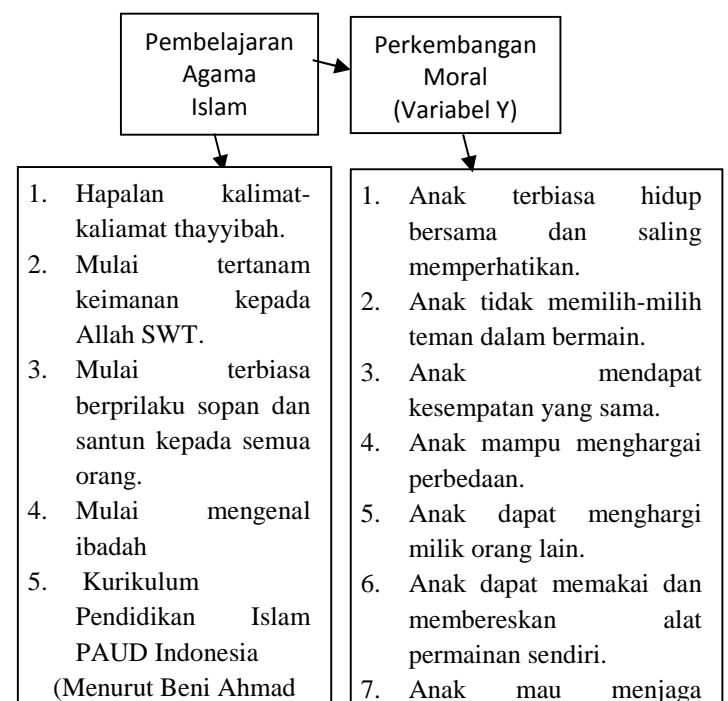 Pembelajaran
Agama
Islam
Perkembangan
Moral
(Variabel Y)
1. Hapalan kalimat-
kaliamat thayyibah.
2. Mulai tertanam
keimanan kepada
Allah SWT.
3. Mulai terbiasa
berprilaku sopan dan
santun kepada semua
orang.
4. Mulai mengenal
ibadah
5. Kurikulum
Pendidikan Islam
PAUD Indonesia
(Menurut Beni Ahmad
1. Anak terbiasa hidup
bersama dan saling
memperhatikan.
2. Anak tidak memilih-milih
teman dalam bermain.
3. Anak mendapat
kesempatan yang sama.
4. Anak mampu menghargai
perbedaan.
5. Anak dapat menghargi
milik orang lain.
6. Anak dapat memakai dan
membereskan alat
permainan sendiri.
7. Anak mau menjaga